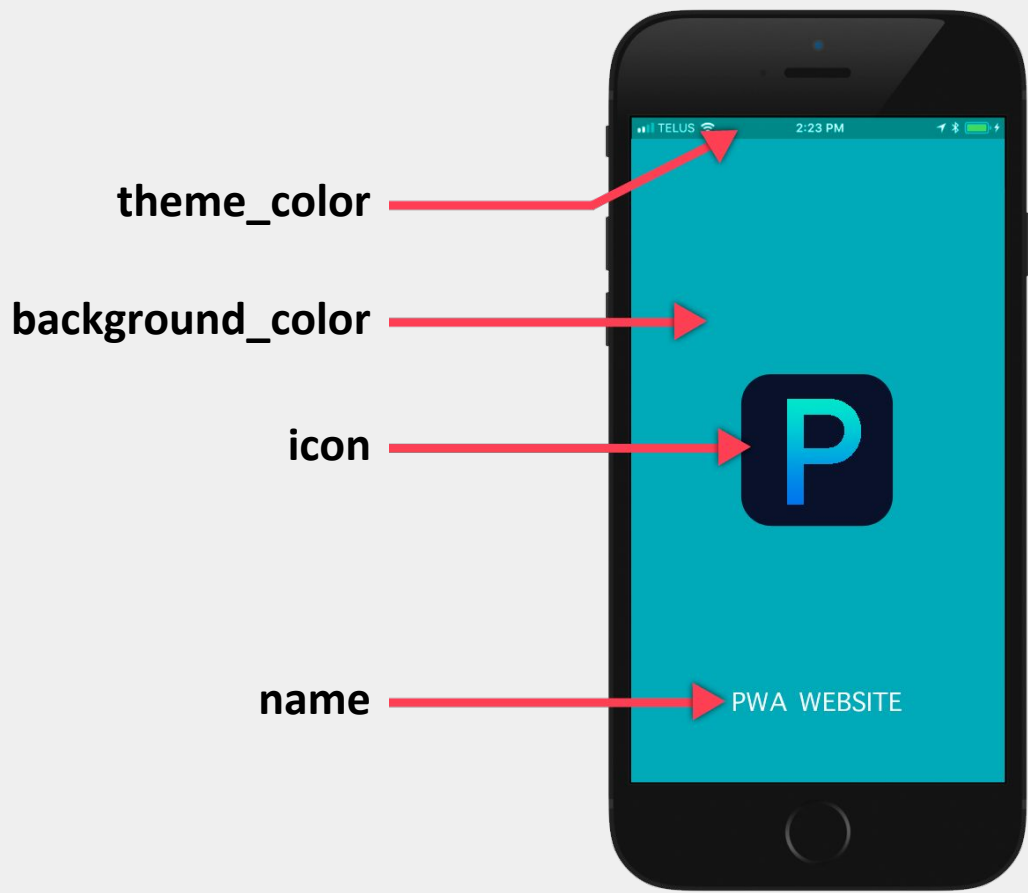 TELUS 2:23 PM
theme_color
background_color
icon
P
name
PWA WEBSITE